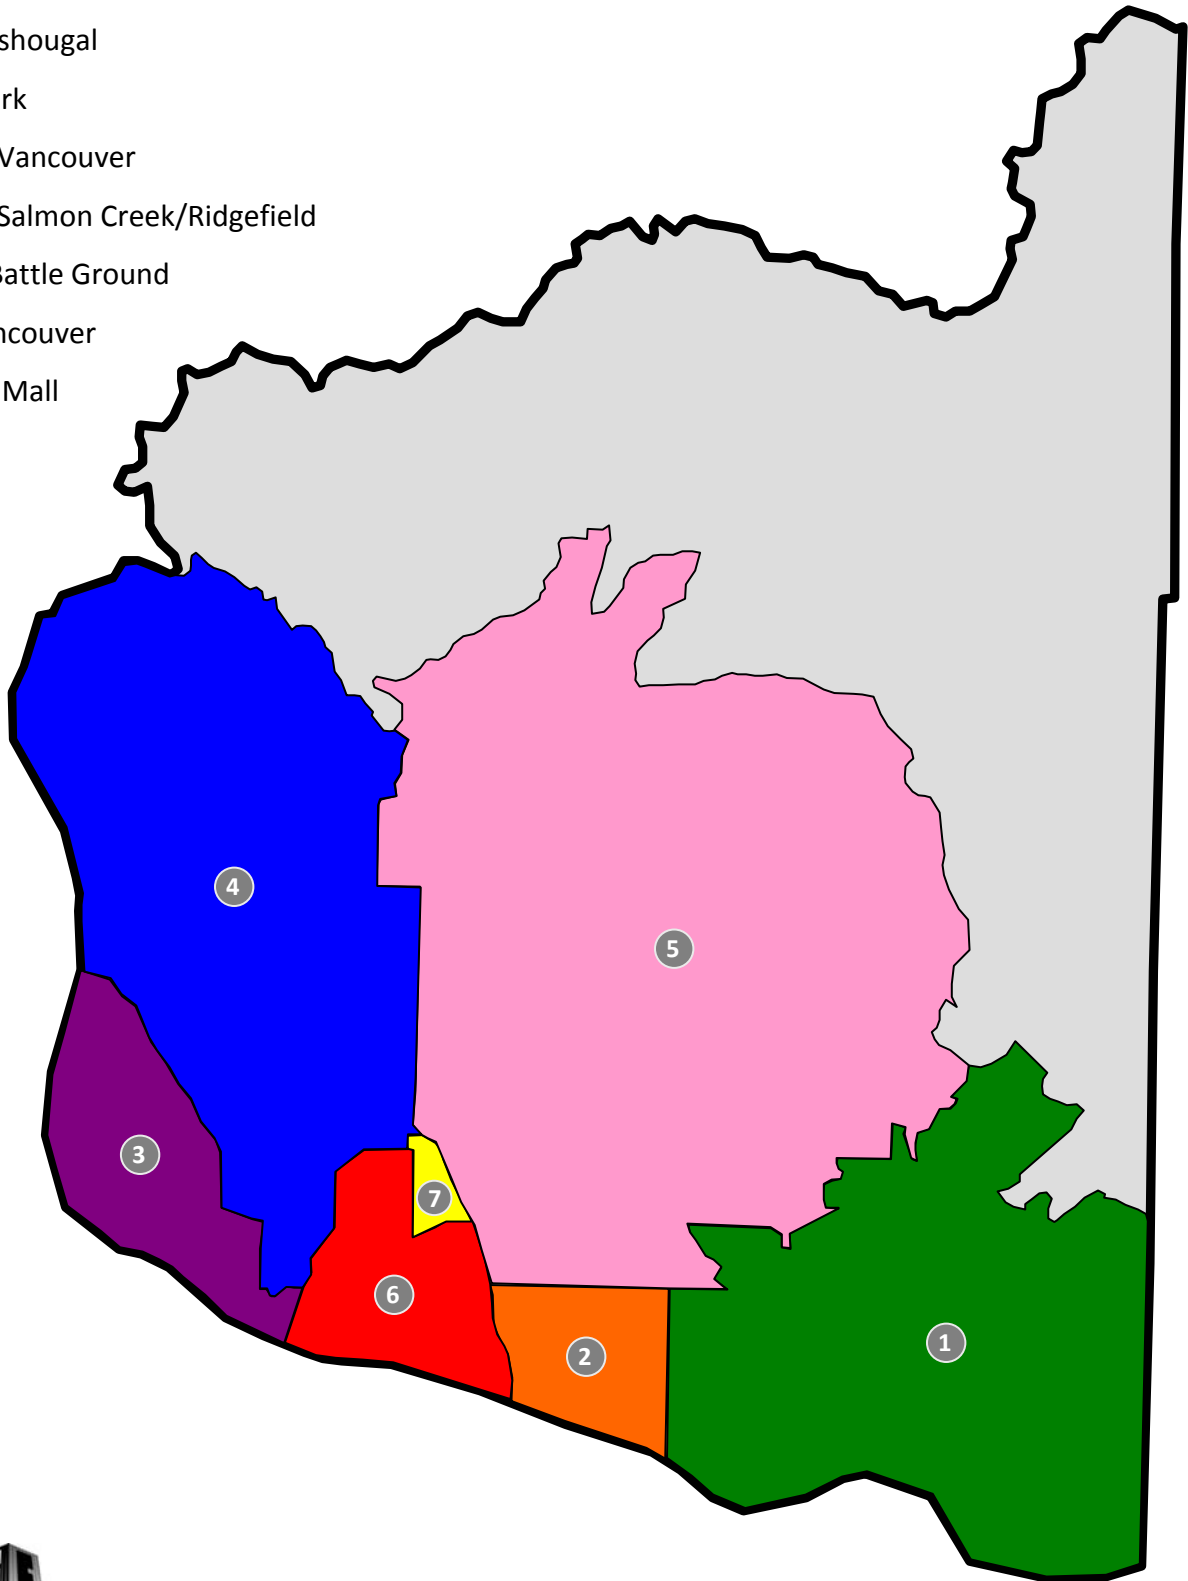 shougal
rk
Vancouver
Salmon Creek/Ridgefield
Battle Ground
ncouver
Mall
4
5
3
7
6
2
1